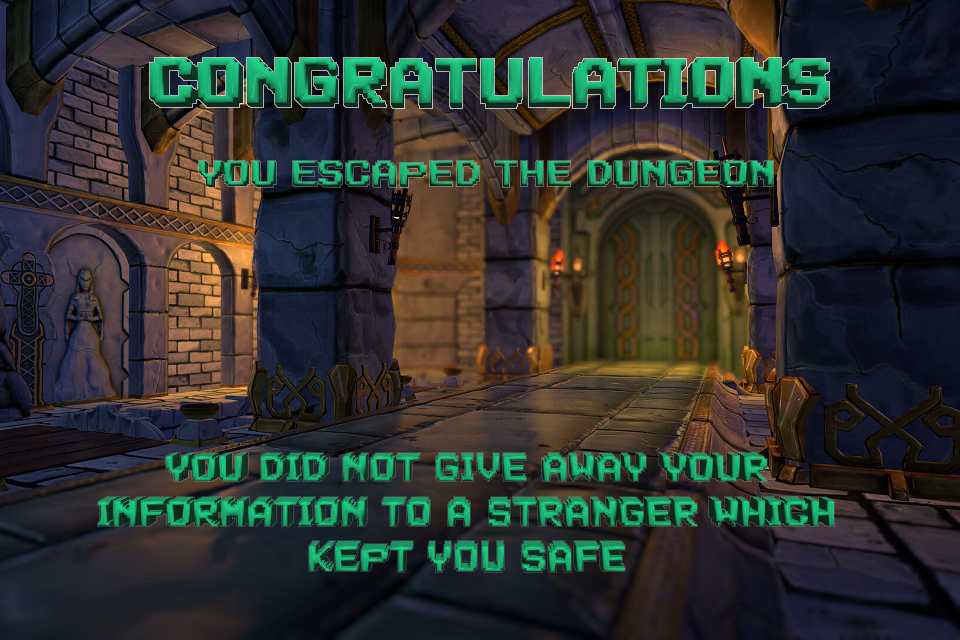 CONGRATULATIONS
YOU ESCAPED THE DUNGEON
YOU DID NOT GIVE AWAY YOUR
INFORMATION TO A STRANGER WHICH
KEPT YOU SAFE